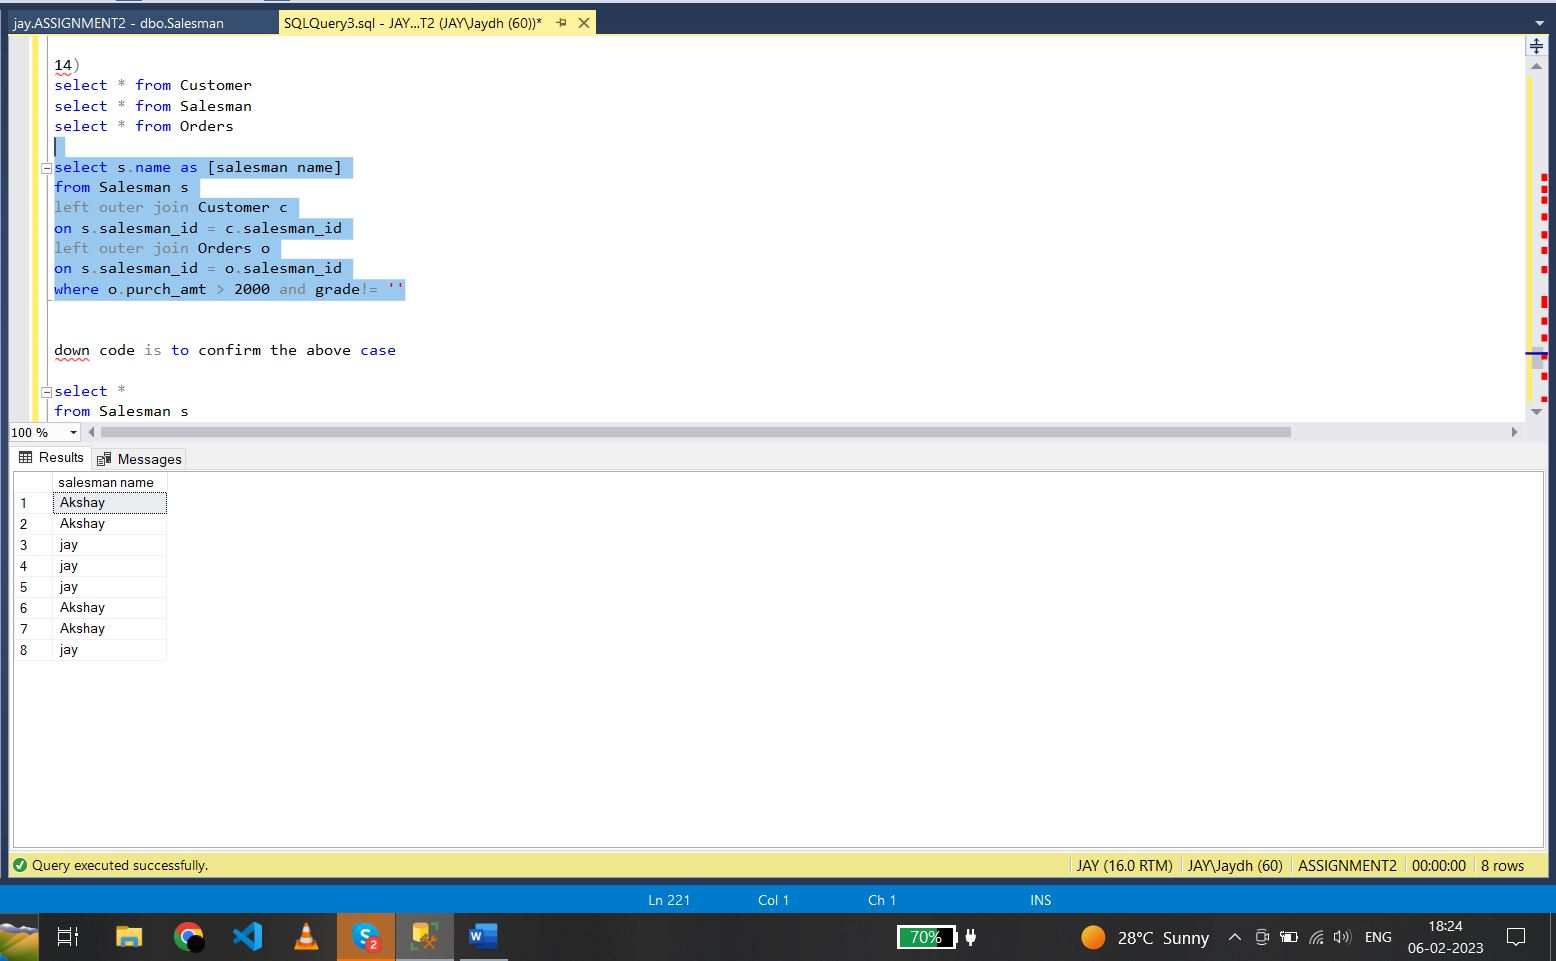 jay.ASSIGNMENT2 - dbo.Salesman
SQLQuery3.sql - JAY...T2 (JAY\Jaydh (60))*
14)
select * from Customer
select * from Salesman
select * from Orders
select s.name as [salesman name]
from Salesman s
left outer join Customer c
on s.salesman_id = c.salesman_id
left outer join Orders o
on s.salesman_id = o.salesman_id
where o.purch_amt > 2000 and grade!= ''
down code is to confirm the above case
select *
from Salesman s
100 %
Results
Messages
salesman name
1 Akshay
2 Akshay
3 jay
4 jay
5 jay
6 Akshay
7 Akshay
8 jay
Query executed successfully.
JAY (16.0 RTM)
JAY\Jaydh (60)
ASSIGNMENT2
00:00:00
8 rows
Ln 221
Col 1
Ch 1
INS
S
2
W
70%
28°C Sunny
ENG
18:24
06-02-2023